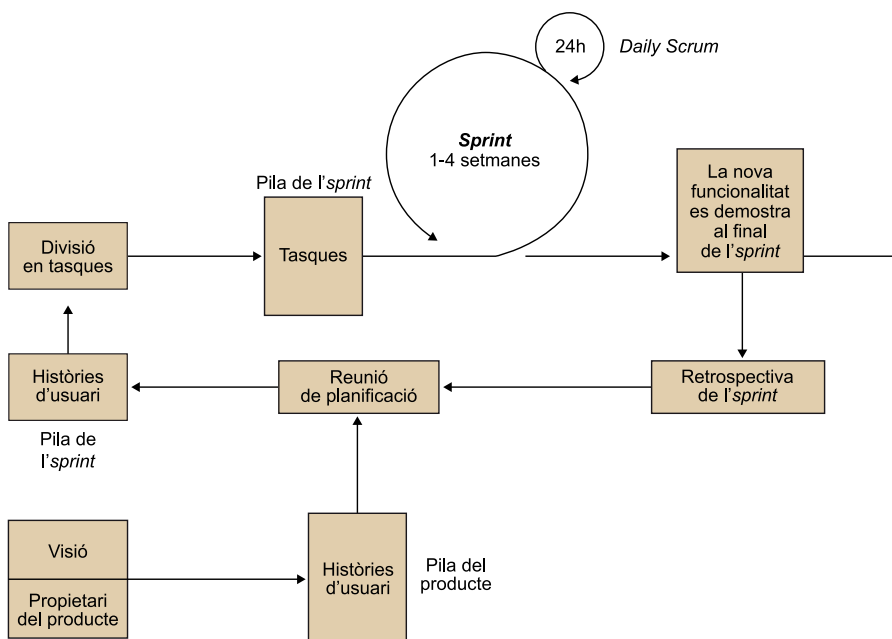 24h
Daily Scrum
Sprint
1-4 setmanes
La nova
funcionalitat
es demostra
al final
de l’sprint
Pila de l’sprint
Divisió
en tasques
Tasques
Històries
d’usuari
Reunió
de planificació
Retrospectiva
de l’sprint
Pila de
l’sprint
Visió
Propietari
del producte
Històries
d’usuari
Pila del
producte